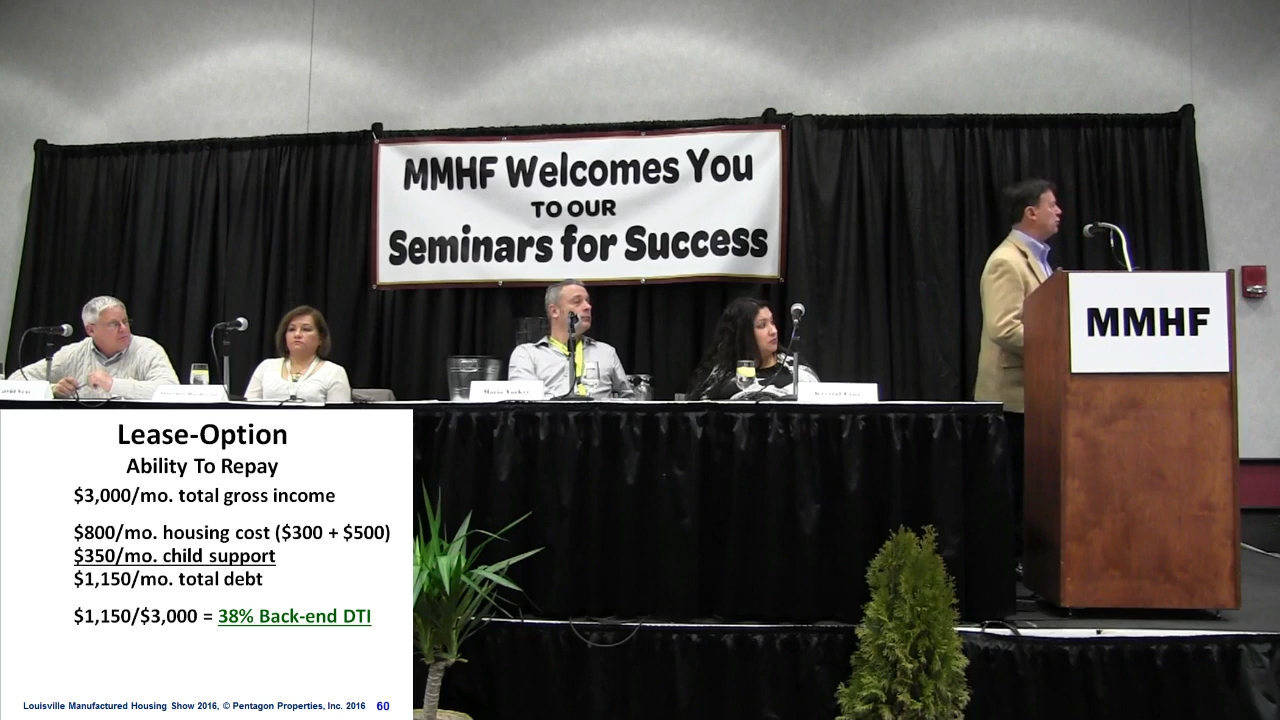 MMHF Welcomes You
TO OUR
Seminars for Success
MMHF
Lease-Option
Ability To Repay
$3,000/mo. total gross income
$800/mo. housing cost ($300 + $500)
$350/mo. child support
$1,150/mo. total debt
$1,150/$3,000 = 38% Back-end DTI
Louisville Manufactured Housing Show 2016, © Pentagon Properties, Inc. 2016 60